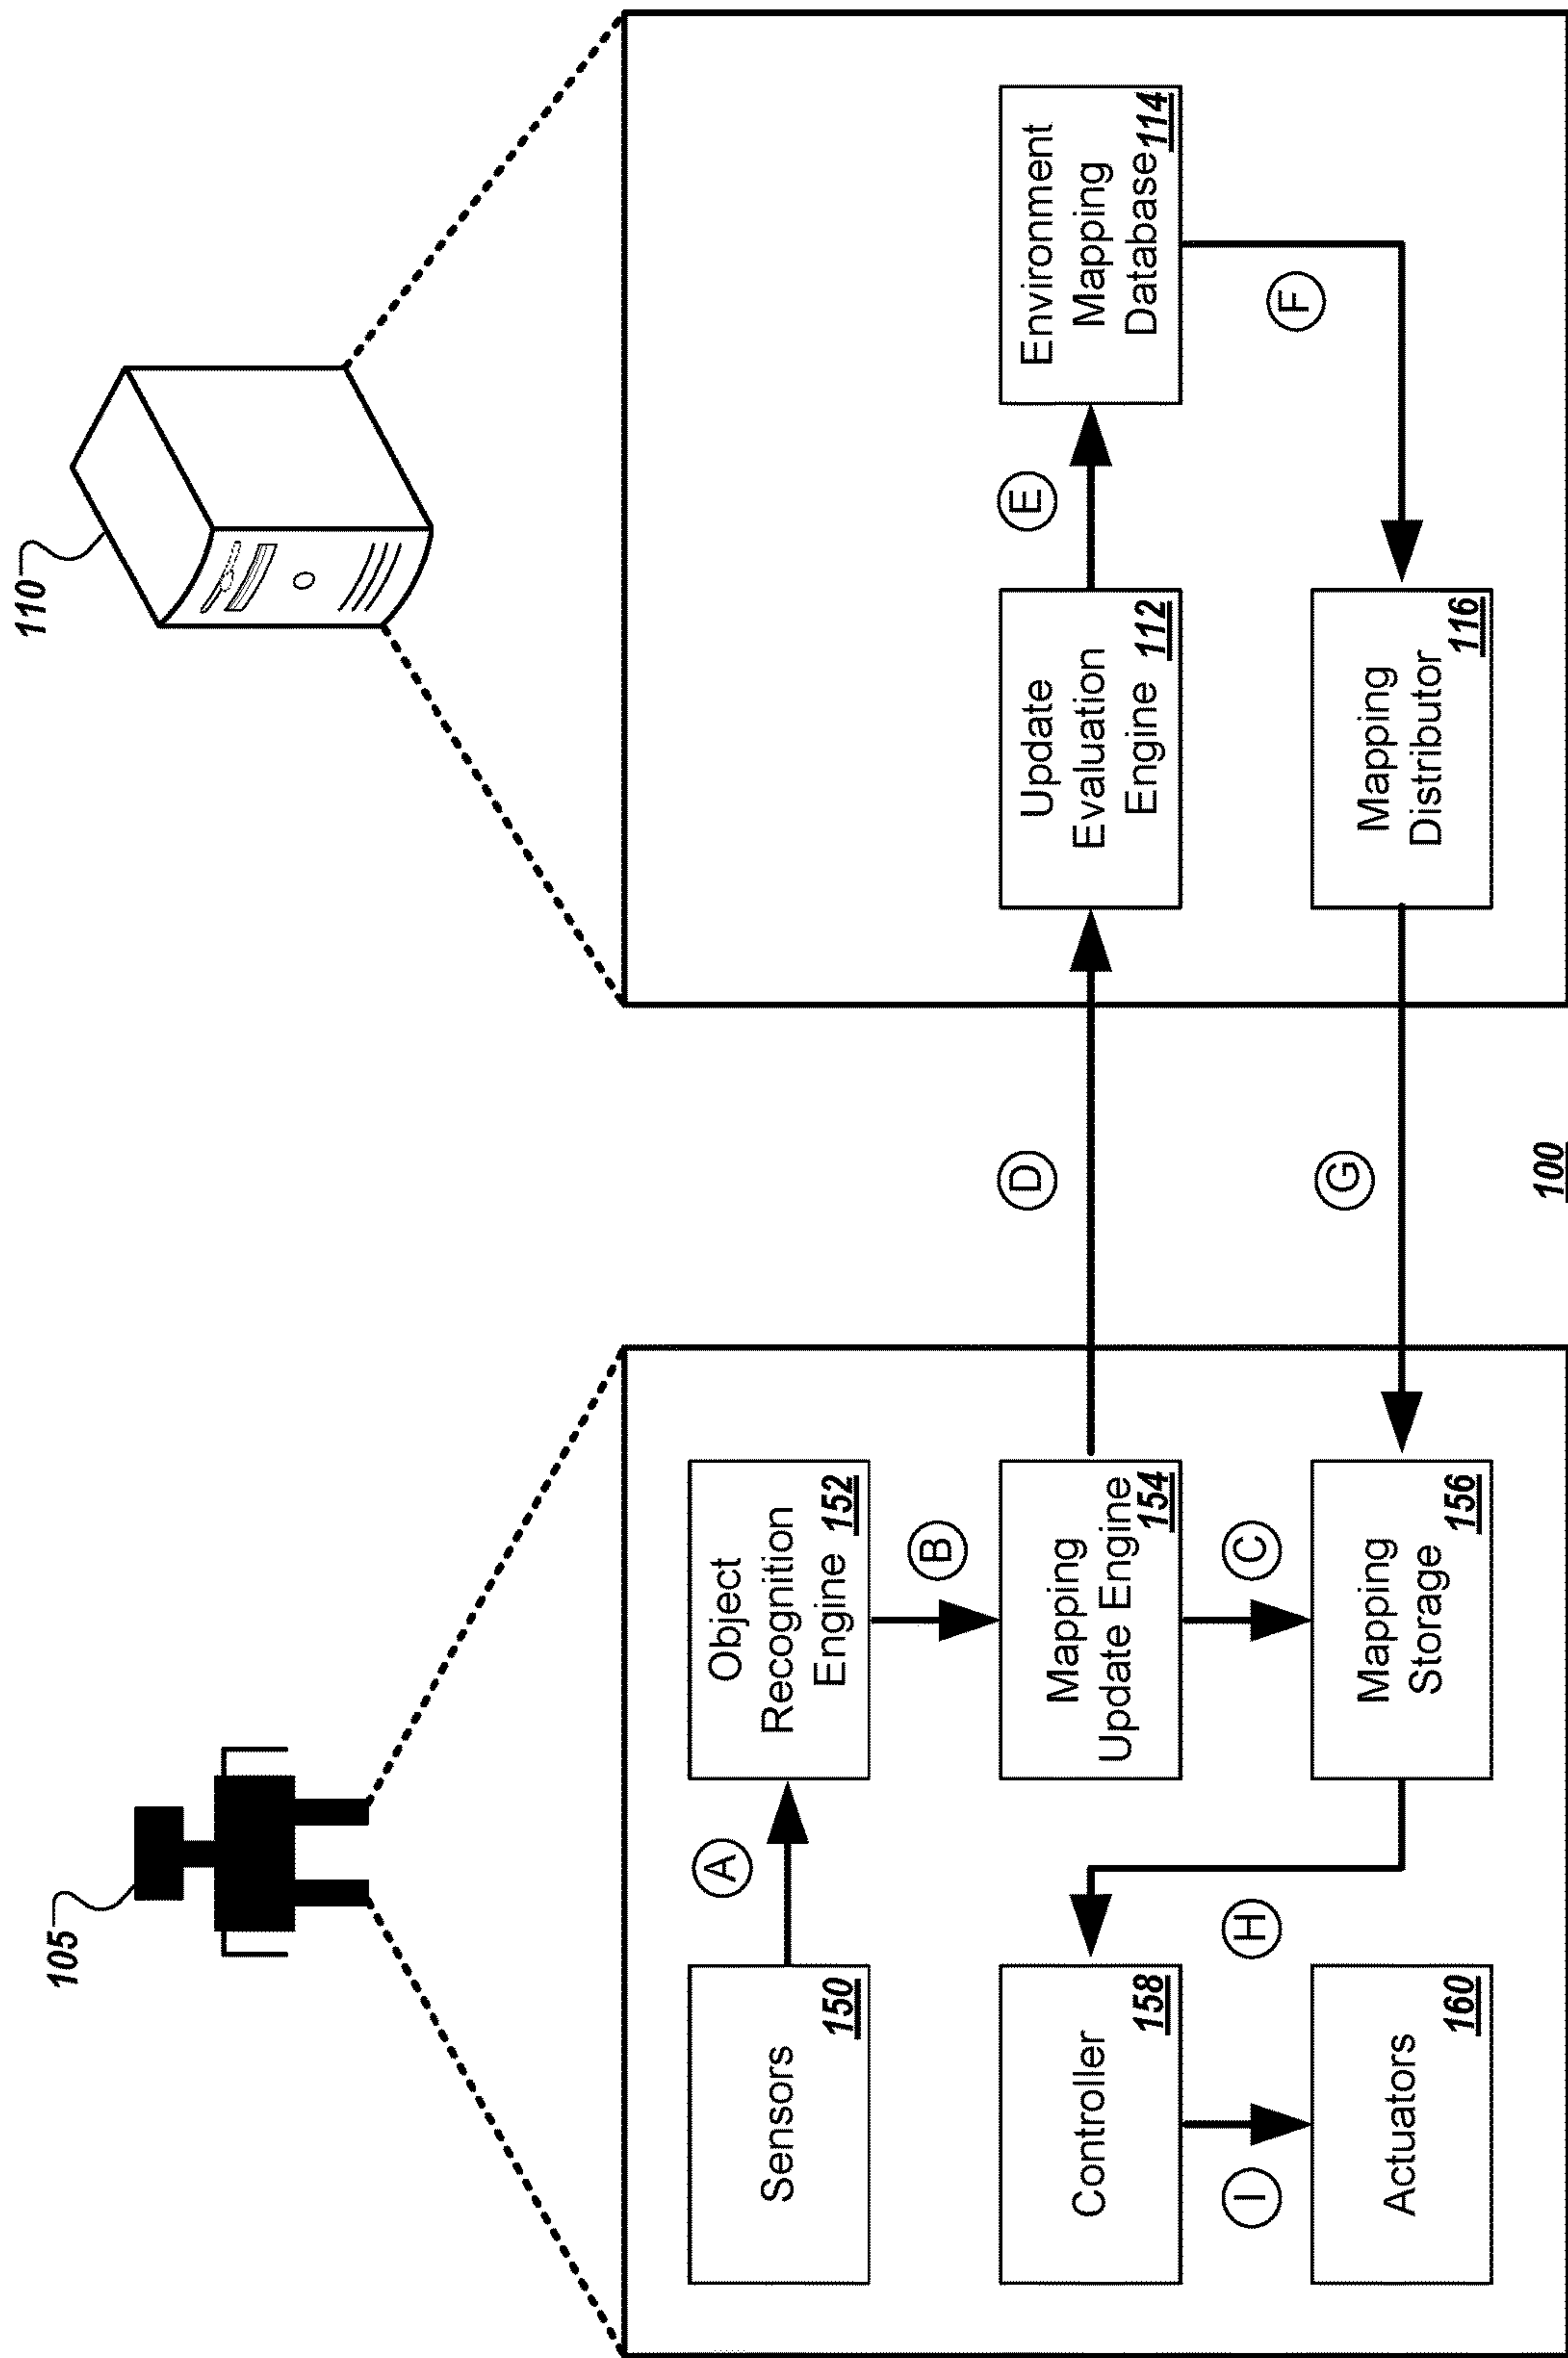 105
110
Sensors
150
A
Object
Recognition
Engine 152
B
Controller
158
Mapping
Update Engine
154
D
Update
Evaluation
Engine 112
E
Environment
Mapping
Database 114
I
H
C
F
Actuators
160
Mapping
Storage
156
G
Mapping
Distributor
116
100